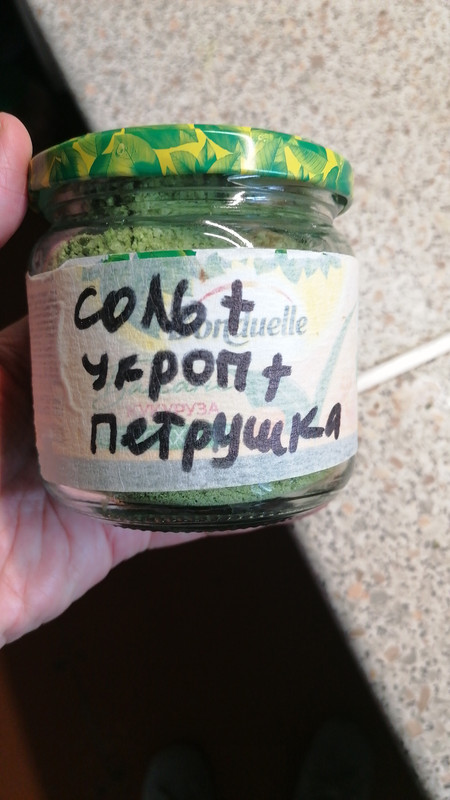 соль +
укроп +
петрушка
Bonduelle
КУКУРУЗА